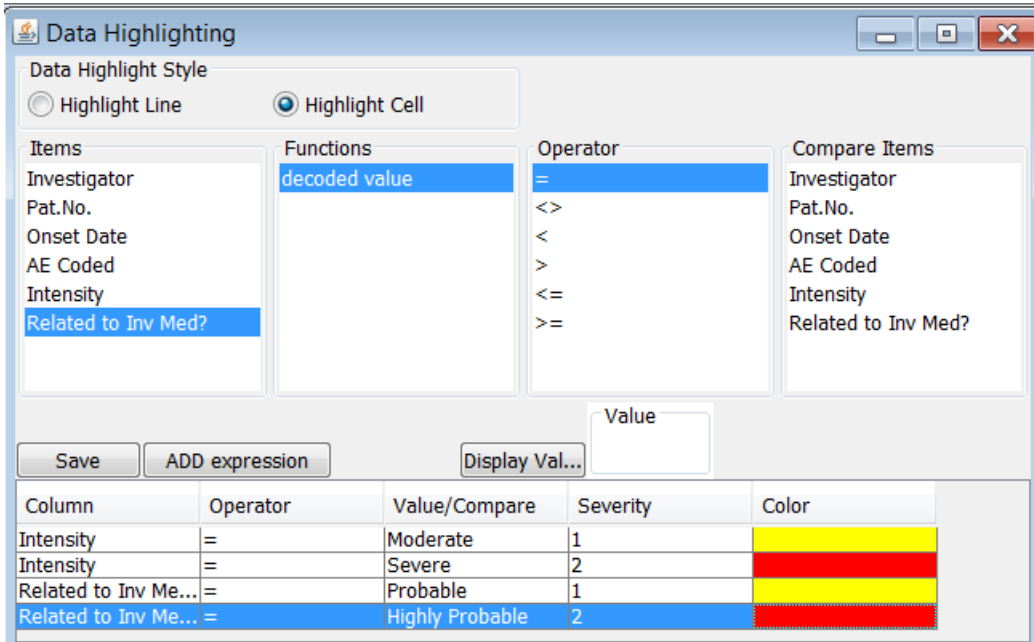 Data Highlighting
Data Highlight Style
Highlight Line Highlight Cell
Items Functions Operator Compare Items
Investigator decoded value = Investigator
Pat.No. <> Pat.No.
Onset Date < Onset Date
AE Coded > AE Coded
Intensity <= Intensity
Related to Inv Med? >= Related to Inv Med?
Value
Save ADD expression Display Val...
Column Operator Value/Compare Severity Color
Intensity = Moderate 1
Intensity = Severe 2
Related to Inv Me... = Probable 1
Related to Inv Me... = Highly Probable 2